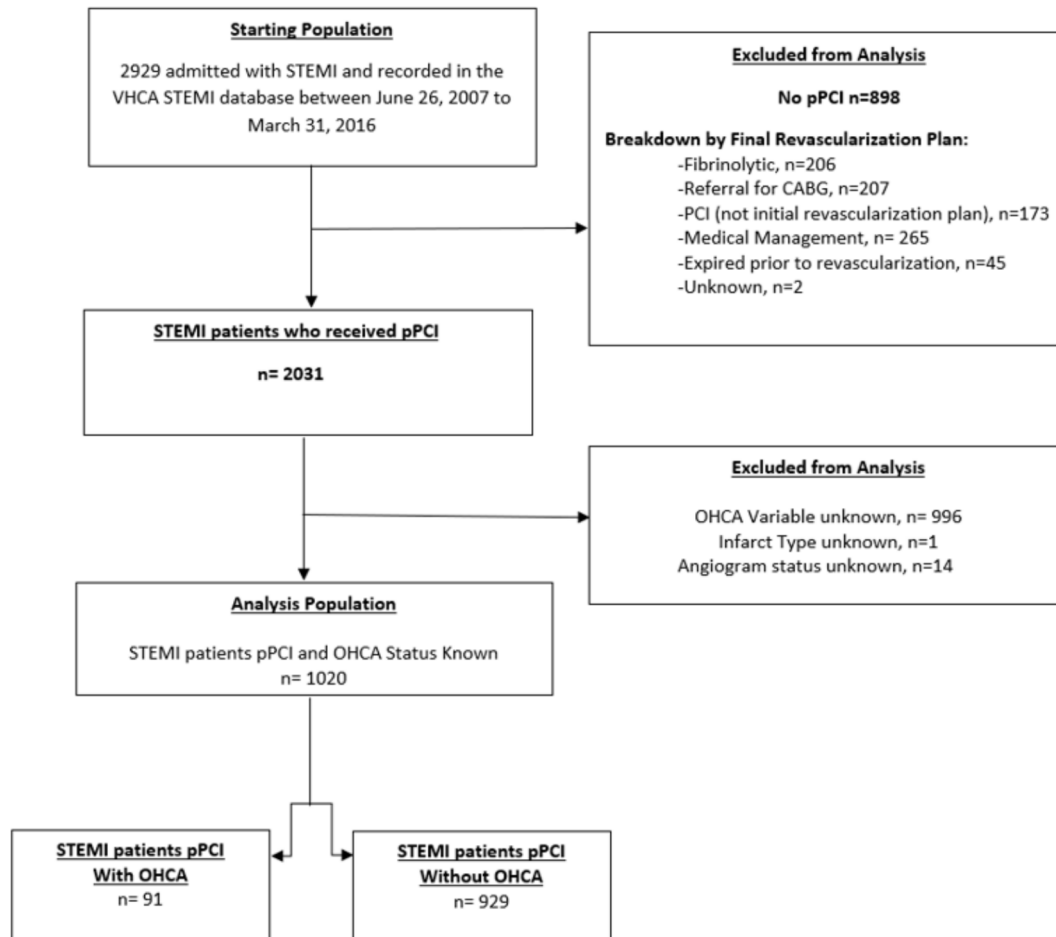 Starting Population
2929 admitted with STEMI and recorded in the
VHCA STEMI database between June 26, 2007 to
March 31, 2016
Excluded from Analysis
No pPCI n=898
Breakdown by Final Revascularization Plan:
-Fibrinolytic, n=206
-Referral for CABG, n=207
-PCI (not initial revascularization plan), n=173
-Medical Management, n= 265
-Expired prior to revascularization, n=45
-Unknown, n=2
STEMI patients who received pPCI
n= 2031
Excluded from Analysis
OHCA Variable unknown, n= 996
Infarct Type unknown, n=1
Angiogram status unknown, n=14
Analysis Population
STEMI patients pPCI and OHCA Status Known
n= 1020
STEMI patients pPCI
With OHCA
n= 91
STEMI patients pPCI
Without OHCA
n= 929